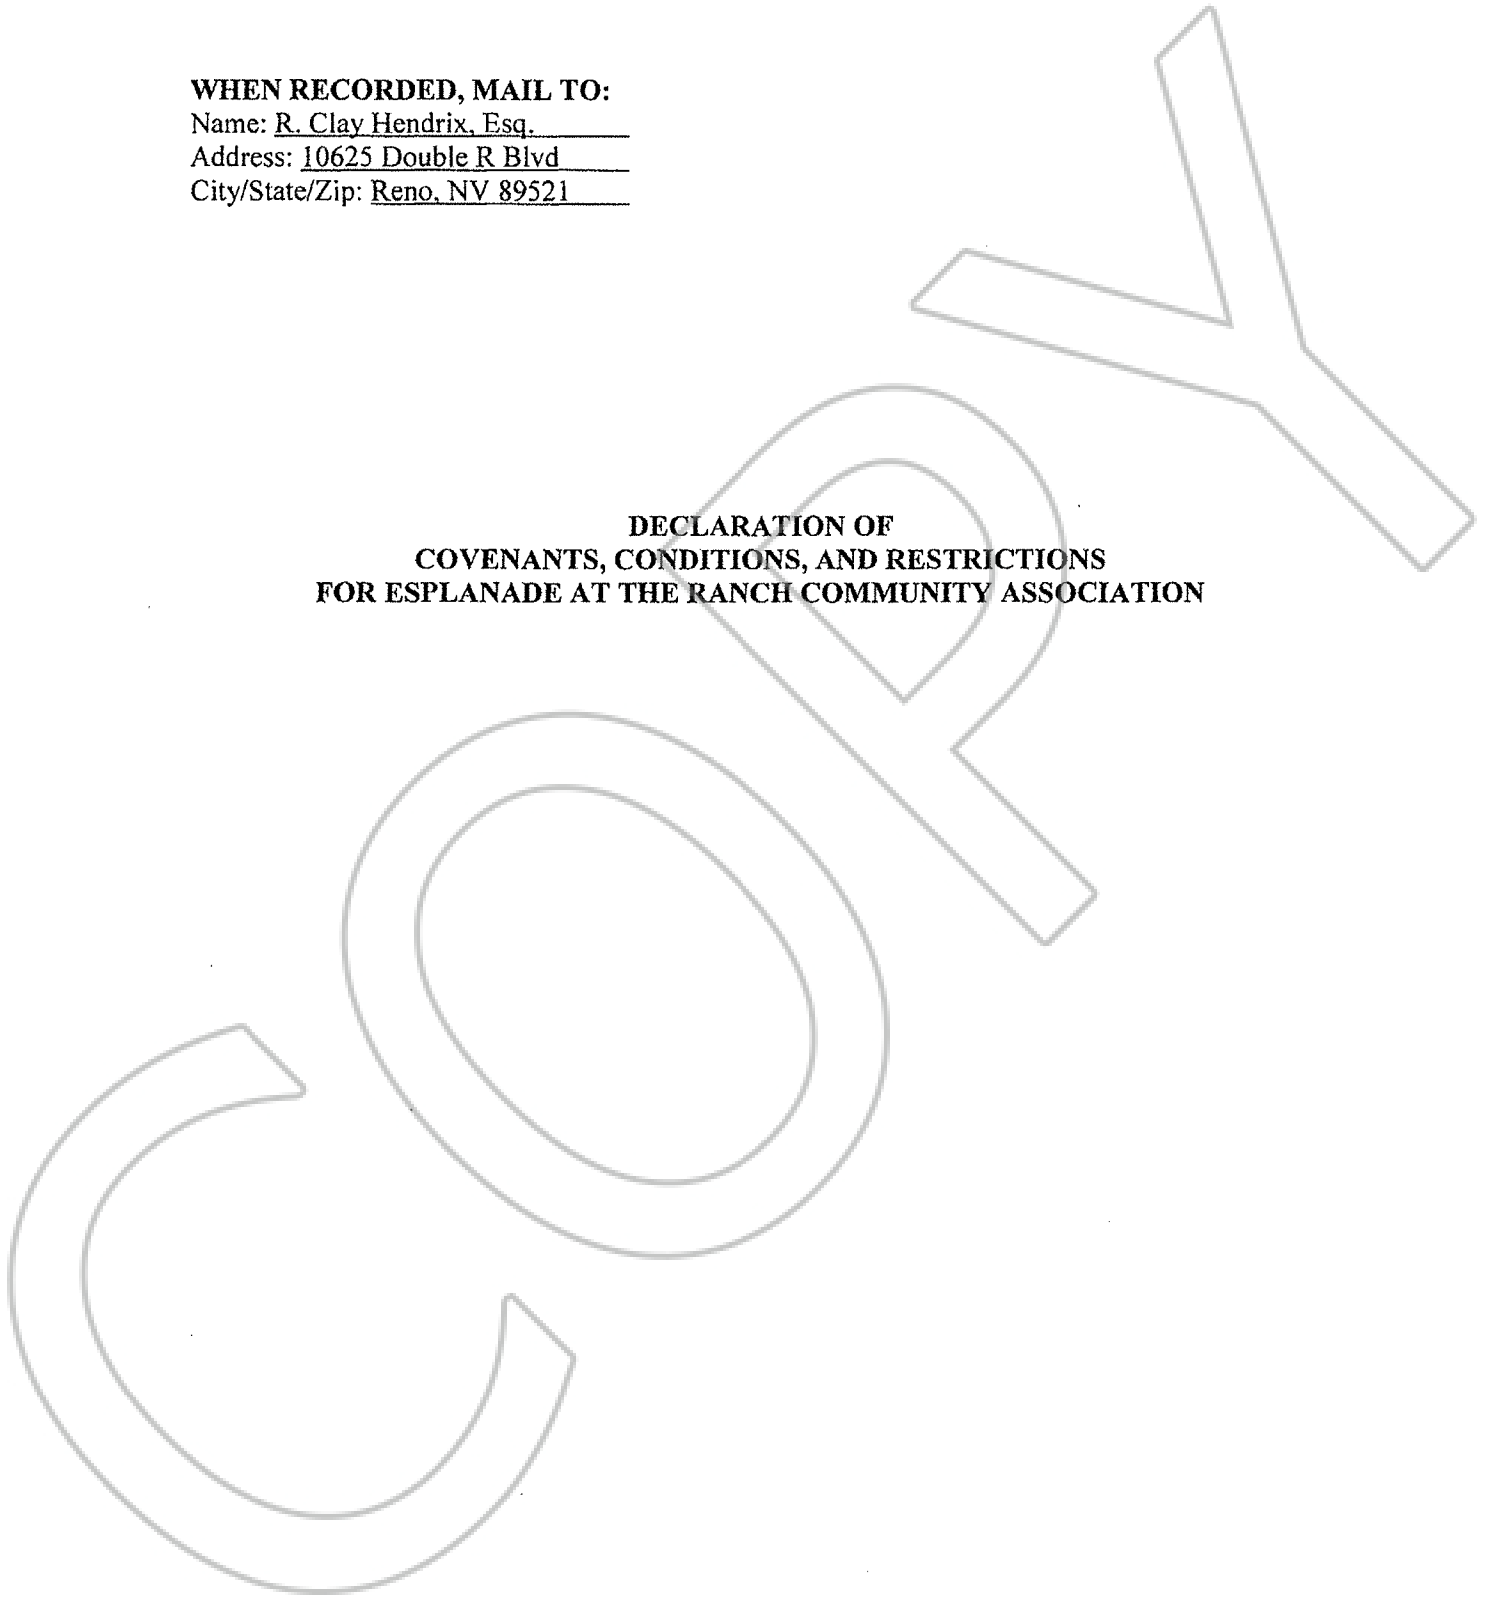 WHEN RECORDED, MAIL TO:
Name: R. Clay Hendrix, Esq.
Address: 10625 Double R Blvd
City/State/Zip: Reno, NV 89521
DECLARATION OF
COVENANTS, CONDITIONS, AND RESTRICTIONS
FOR ESPLANADE AT THE RANCH COMMUNITY ASSOCIATION
COPY